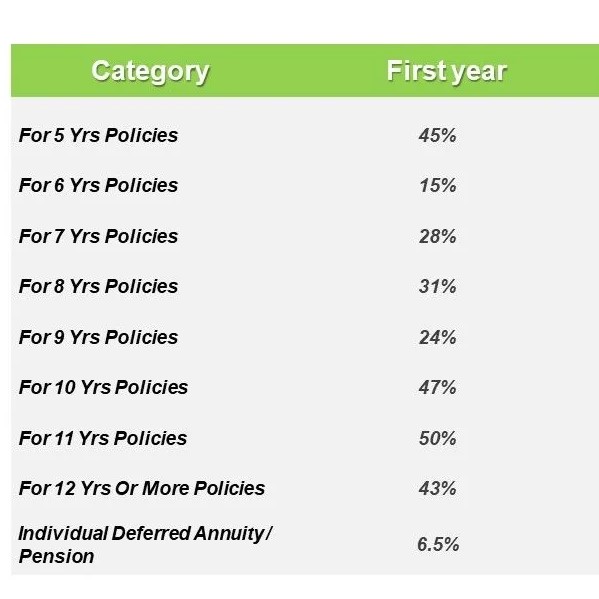 Category First year
For 5 Yrs Policies 45%
For 6 Yrs Policies 15%
For 7 Yrs Policies 28%
For 8 Yrs Policies 31%
For 9 Yrs Policies 24%
For 10 Yrs Policies 47%
For 11 Yrs Policies 50%
For 12 Yrs Or More Policies 43%
Individual Deferred Annuity/
Pension 6.5%